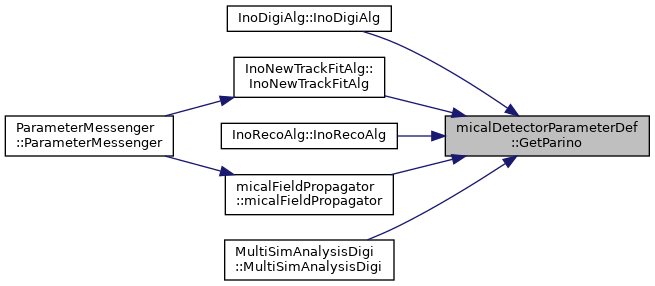 InoDigiAlg::InoDigiAlg
InoNewTrackFitAlg::
InoNewTrackFitAlg
ParameterMessenger
::ParameterMessenger
InoRecoAlg::InoRecoAlg
micalDetectorParameterDef
::GetParino
micalFieldPropagator
::micalFieldPropagator
MultiSimAnalysisDigi
::MultiSimAnalysisDigi